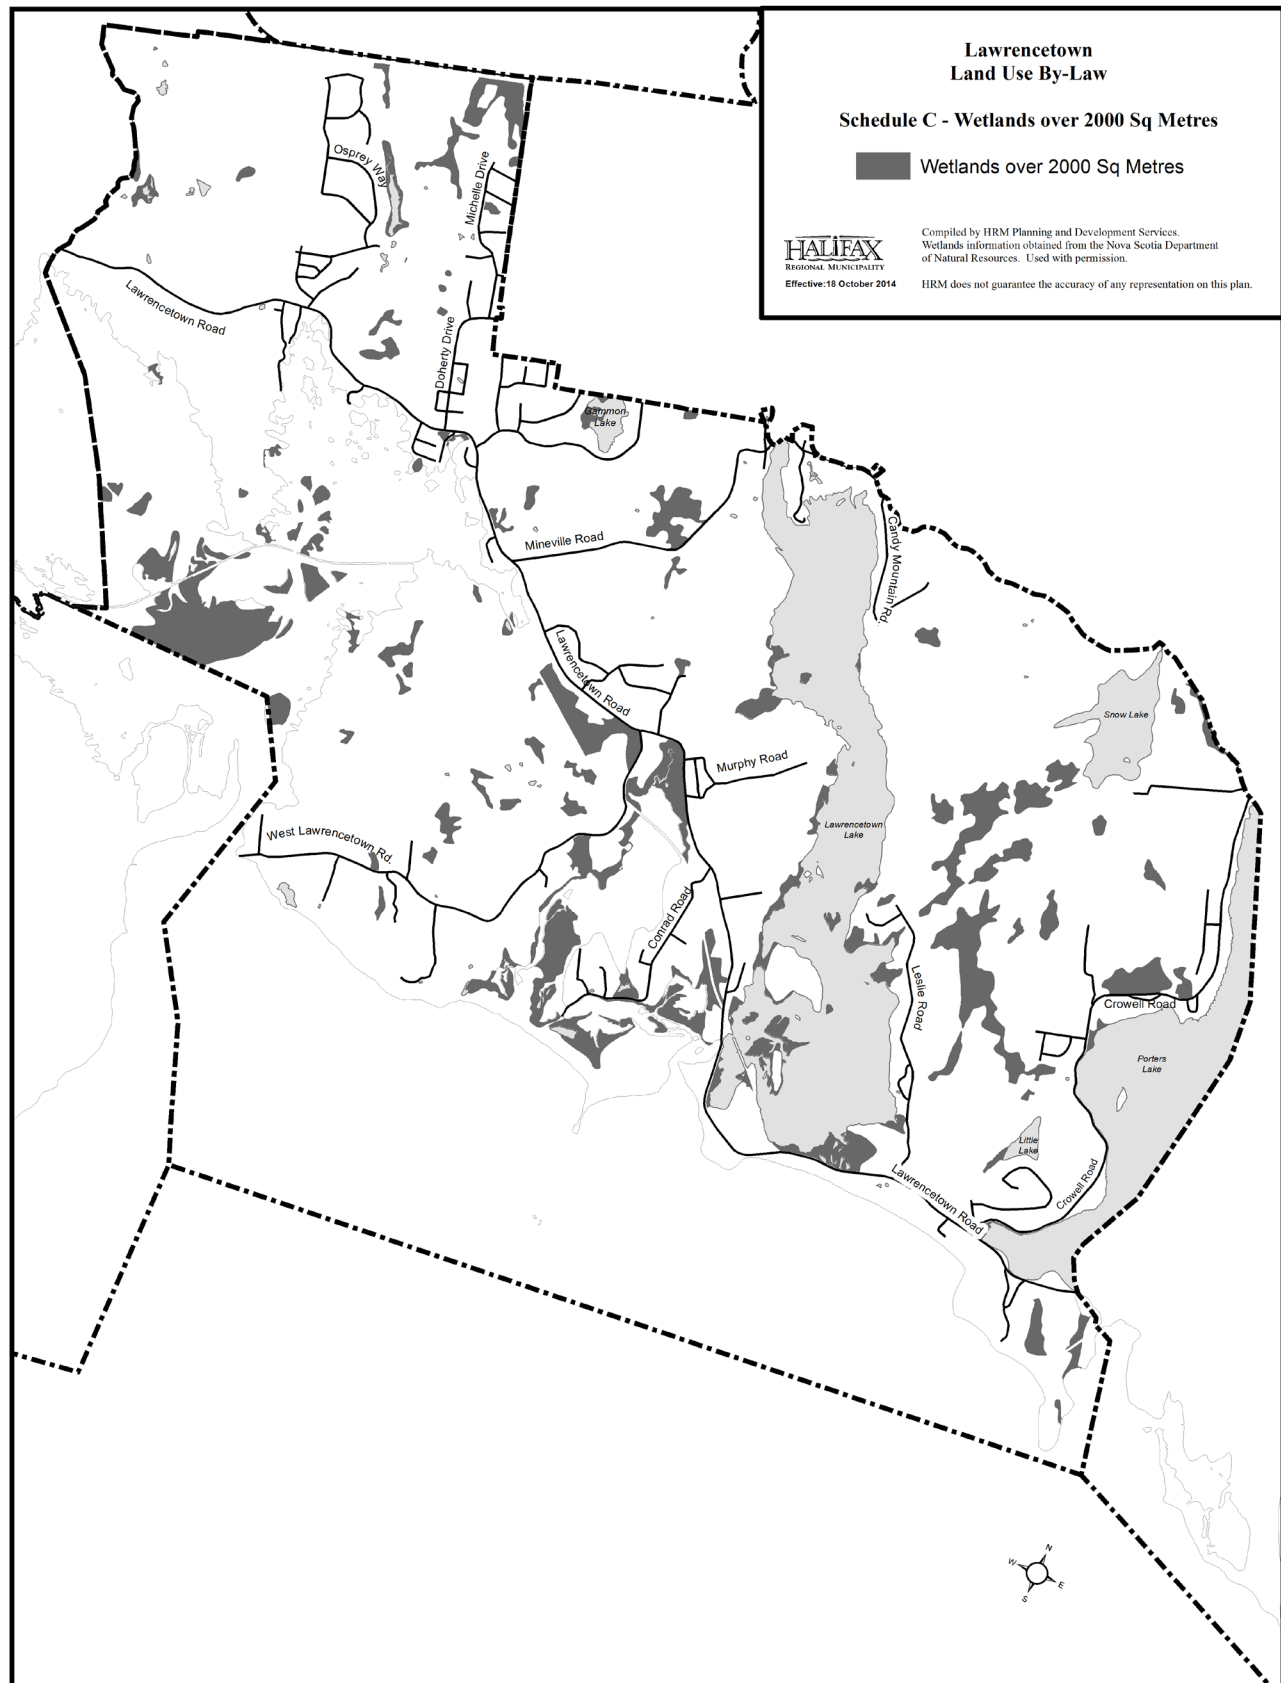 Lawrencetown
Land Use By-Law
Schedule C - Wetlands over 2000 Sq Metres
Wetlands over 2000 Sq Metres
HALIFAX
REGIONAL MUNICIPALITY
Effective:18 October 2014
Compiled by HRM Planning and Development Services.
Wetlands information obtained from the Nova Scotia Department
of Natural Resources. Used with permission.
HRM does not guarantee the accuracy of any representation on this plan.
Osprey Way
Michelle Drive
Lawrencetown Road
Doherty Drive
Gammon
Lake
Mineville Road
Candy Mountain Rd.
Lawrencetown Road
Snow Lake
Murphy Road
Lawrencetown
Lake
West Lawrencetown Rd.
Conrad Road
Leslie Road
Crowell Road
Porters
Lake
Little
Lake
Crowell Road
Lawrencetown Road
N
W
E
S